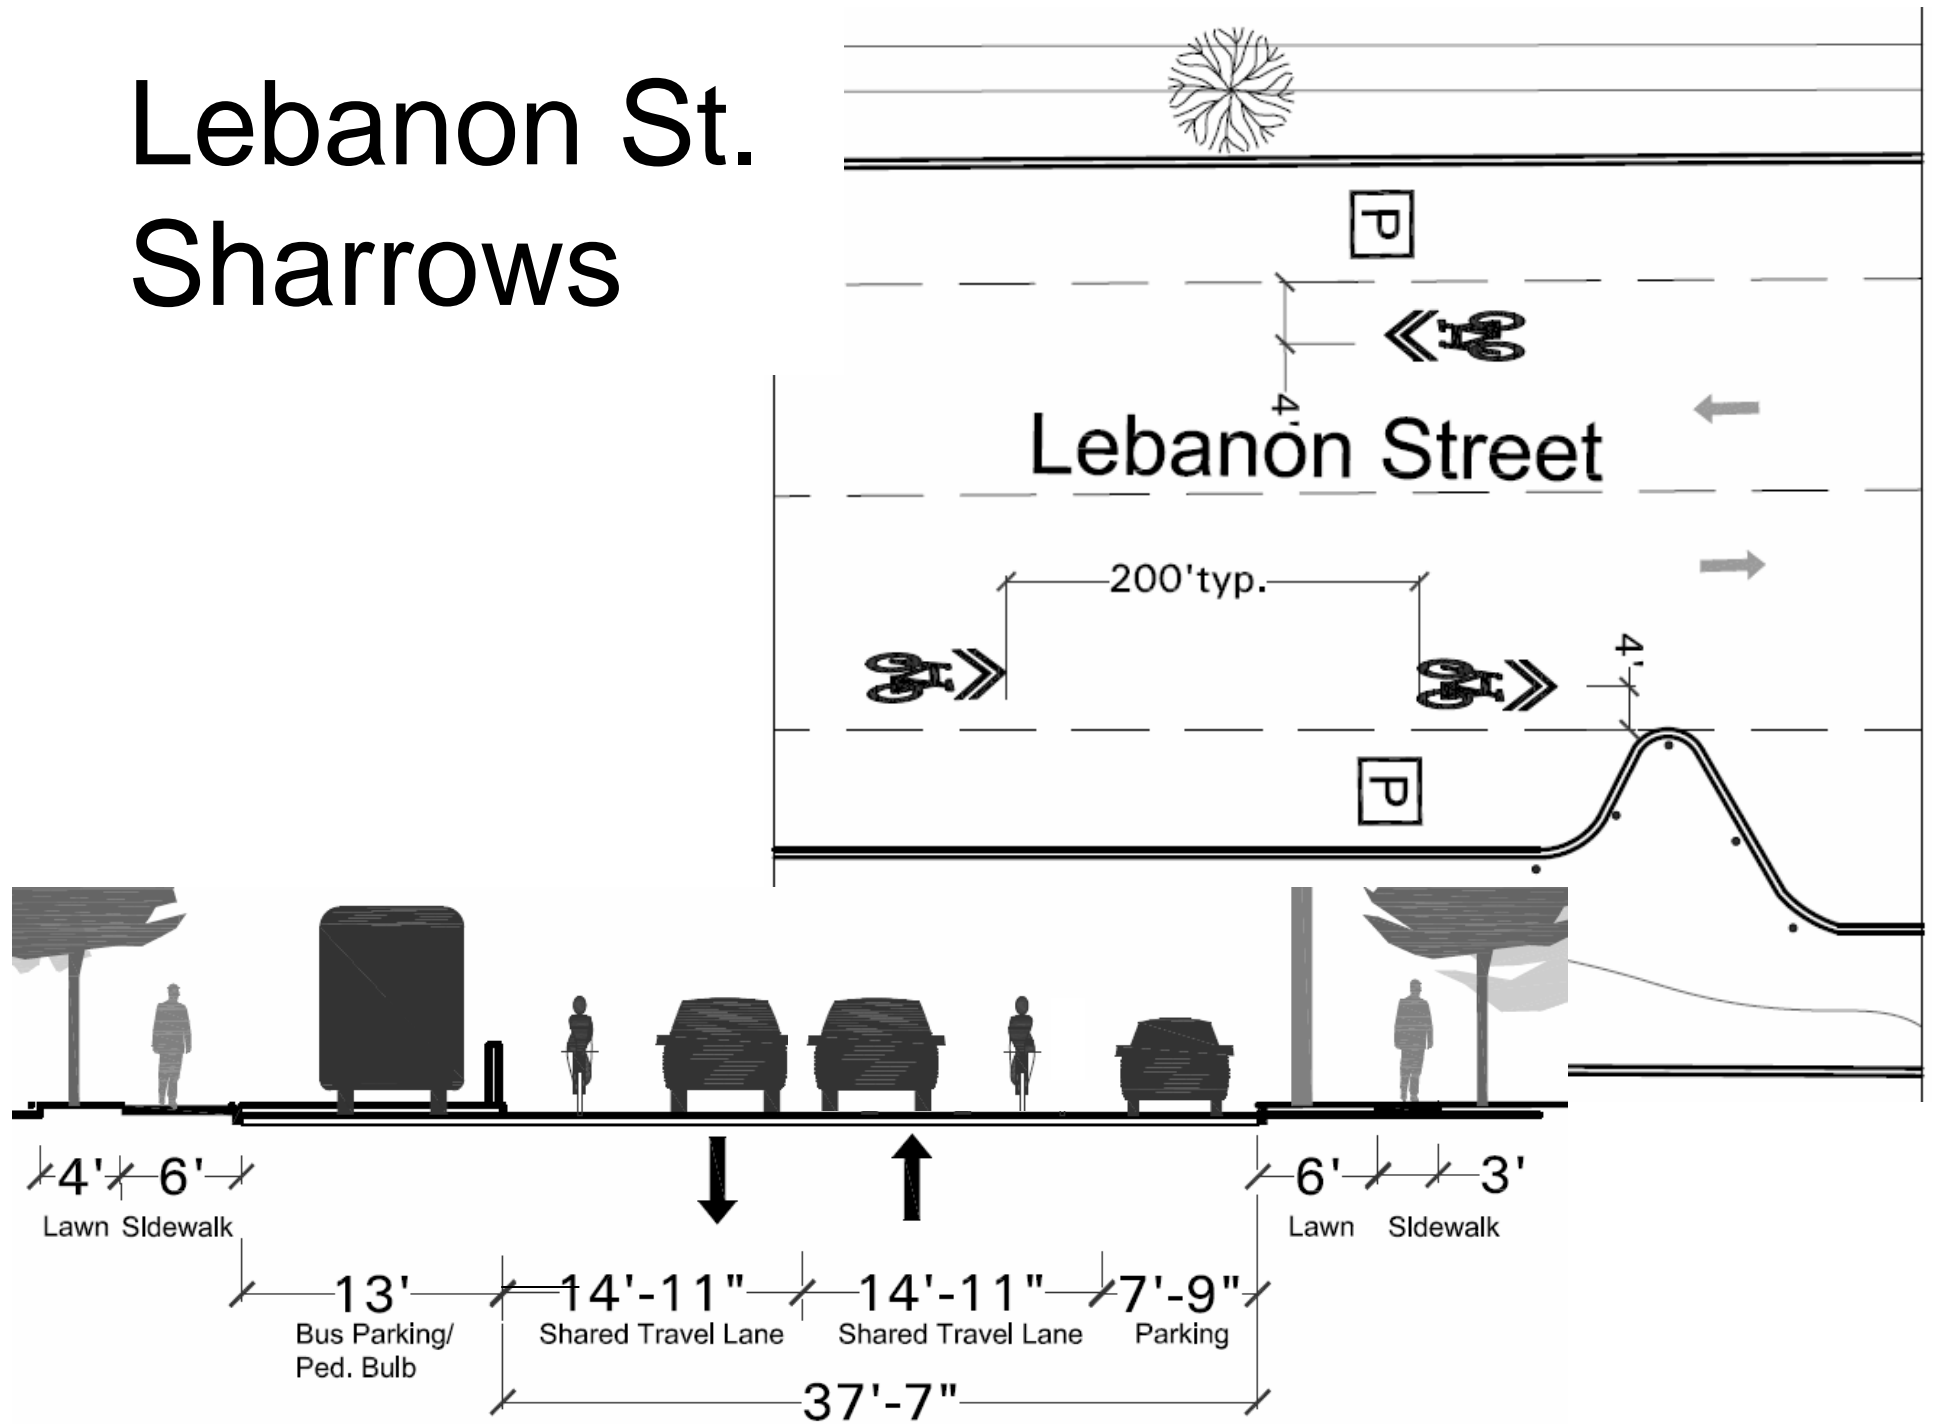 Lebanon St.
Sharrows
P
4'
Lebanon Street
200'typ.
4'
P
4' 6' 6' 3'
Lawn SIdewalk Lawn SIdewalk
13' 14'-11" 14'-11" 7'-9"
Bus Parking/ Shared Travel Lane Shared Travel Lane Parking
Ped. Bulb
37'-7"